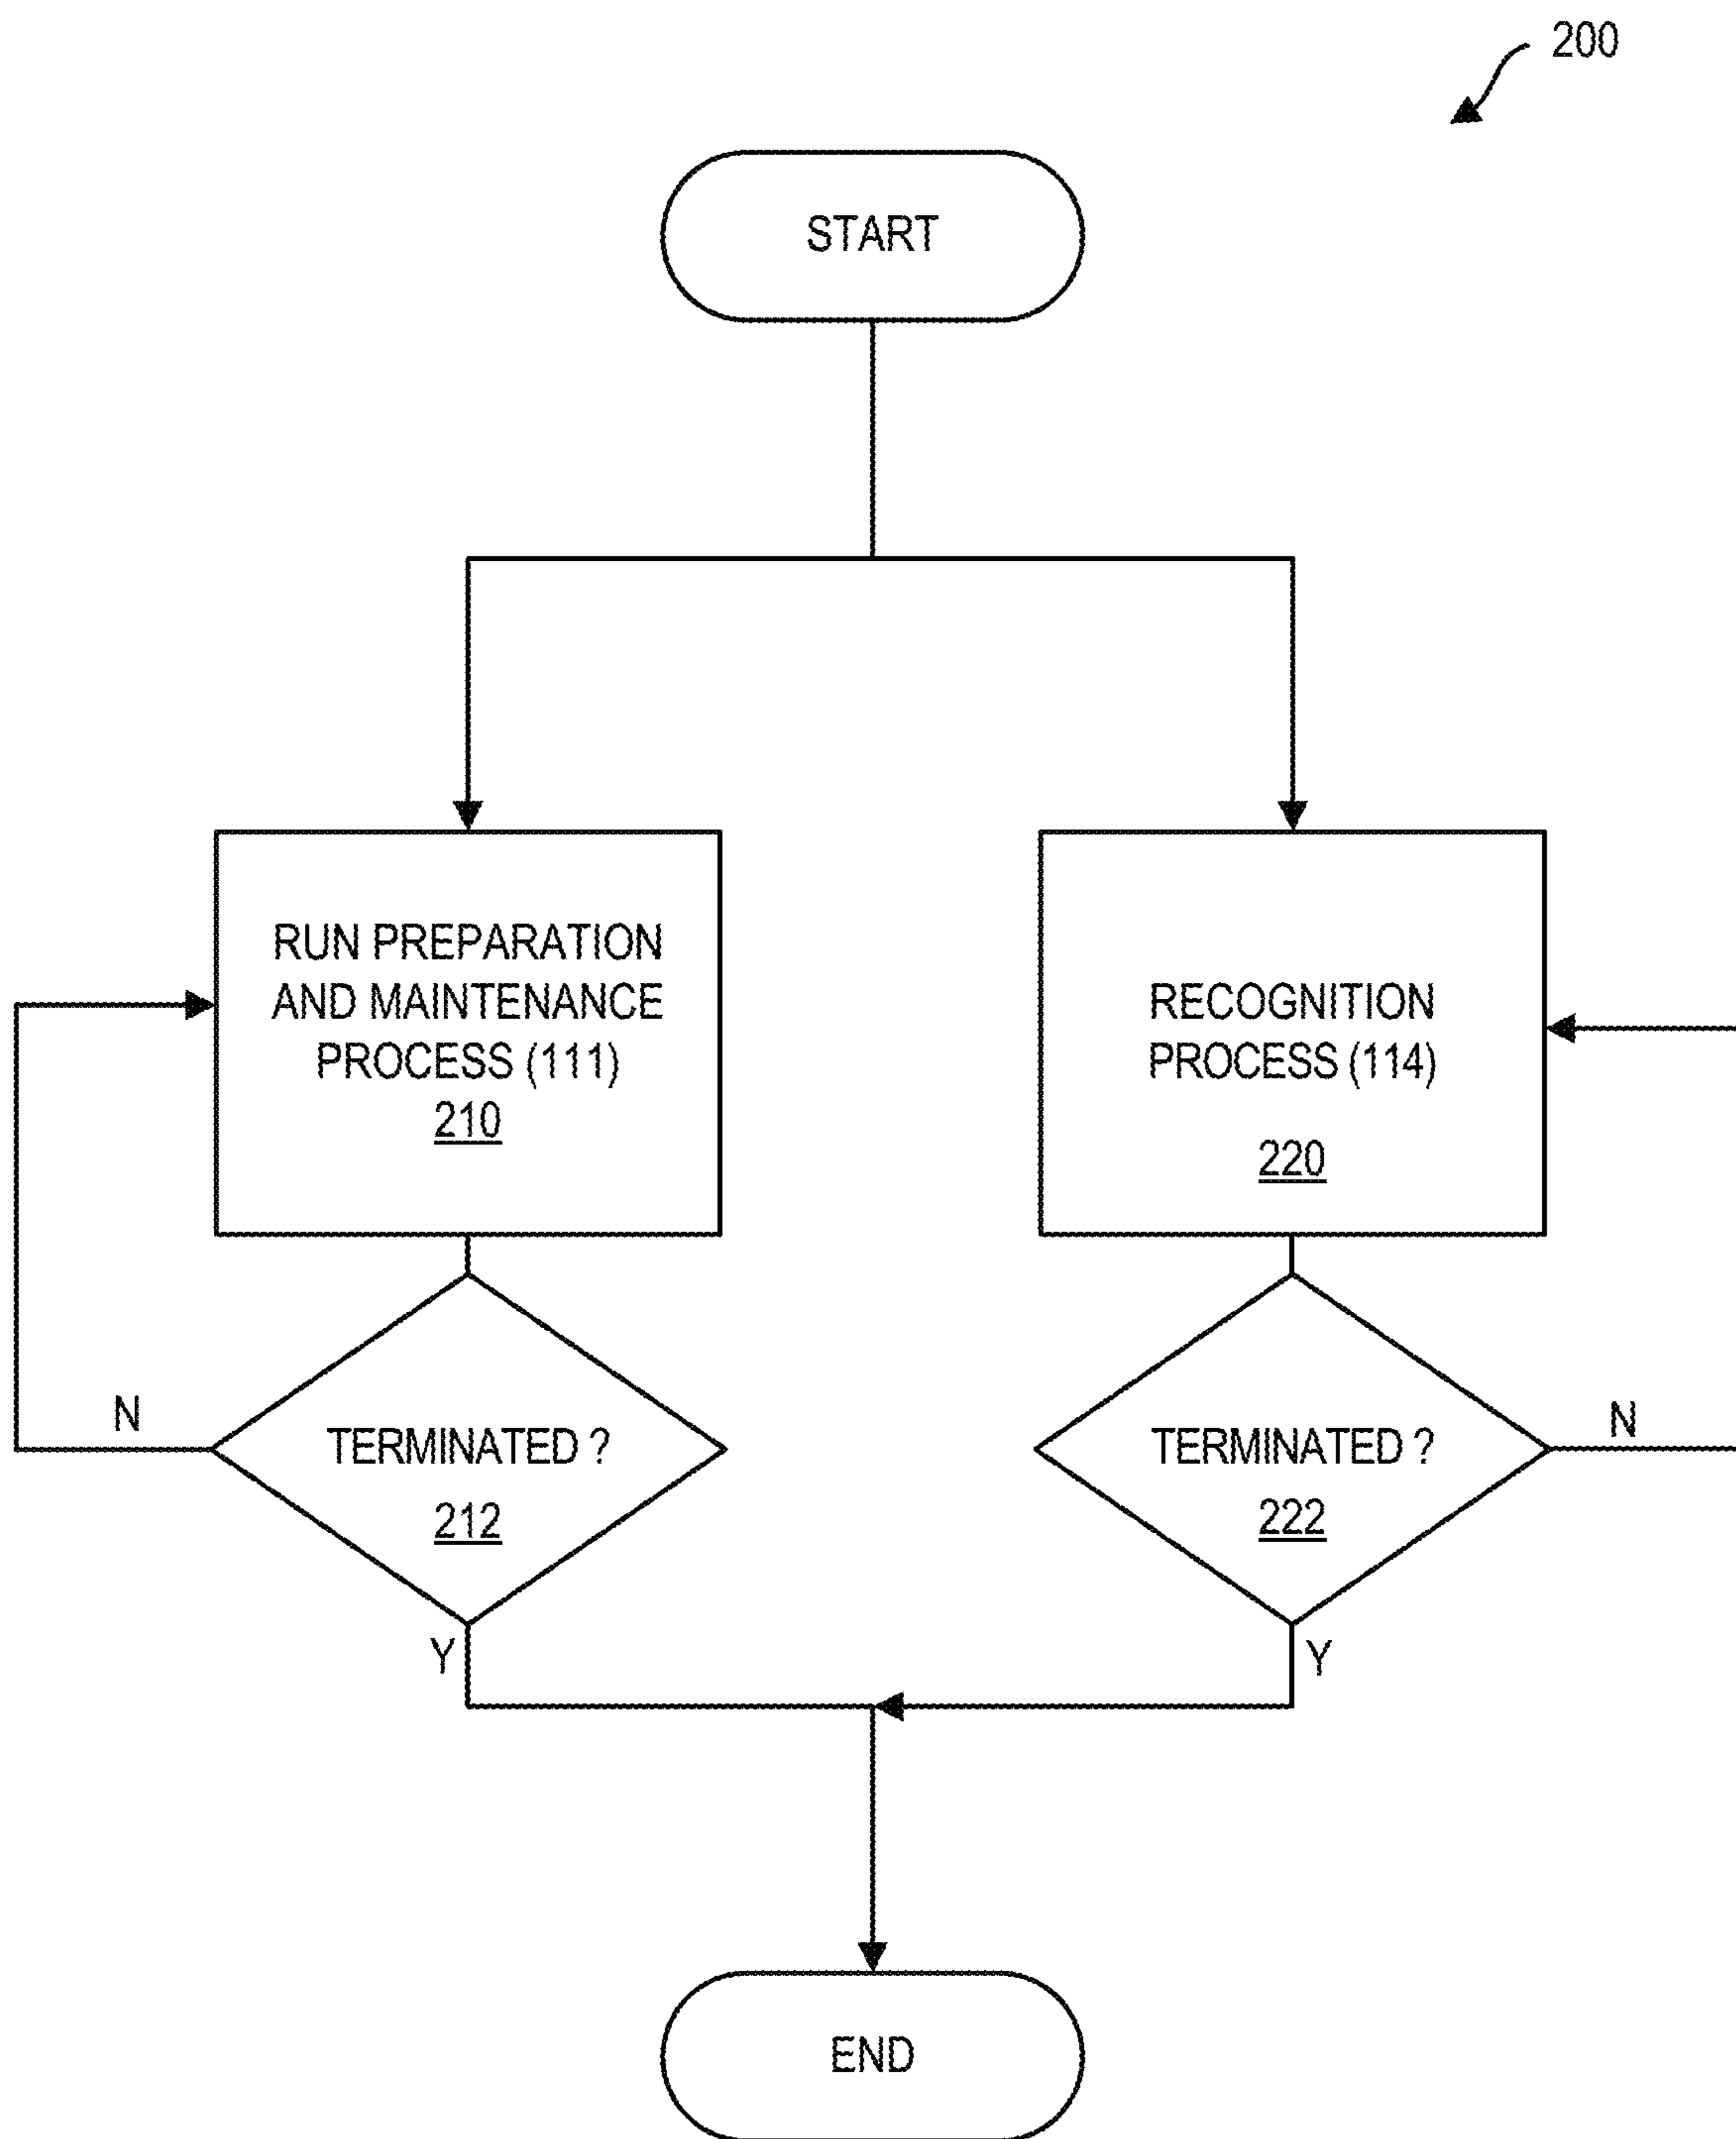 200
START
RUN PREPARATION
AND MAINTENANCE
PROCESS (111)
210
RECOGNITION
PROCESS (114)
220
N
TERMINATED ?
212
Y
TERMINATED ?
222
N
Y
END